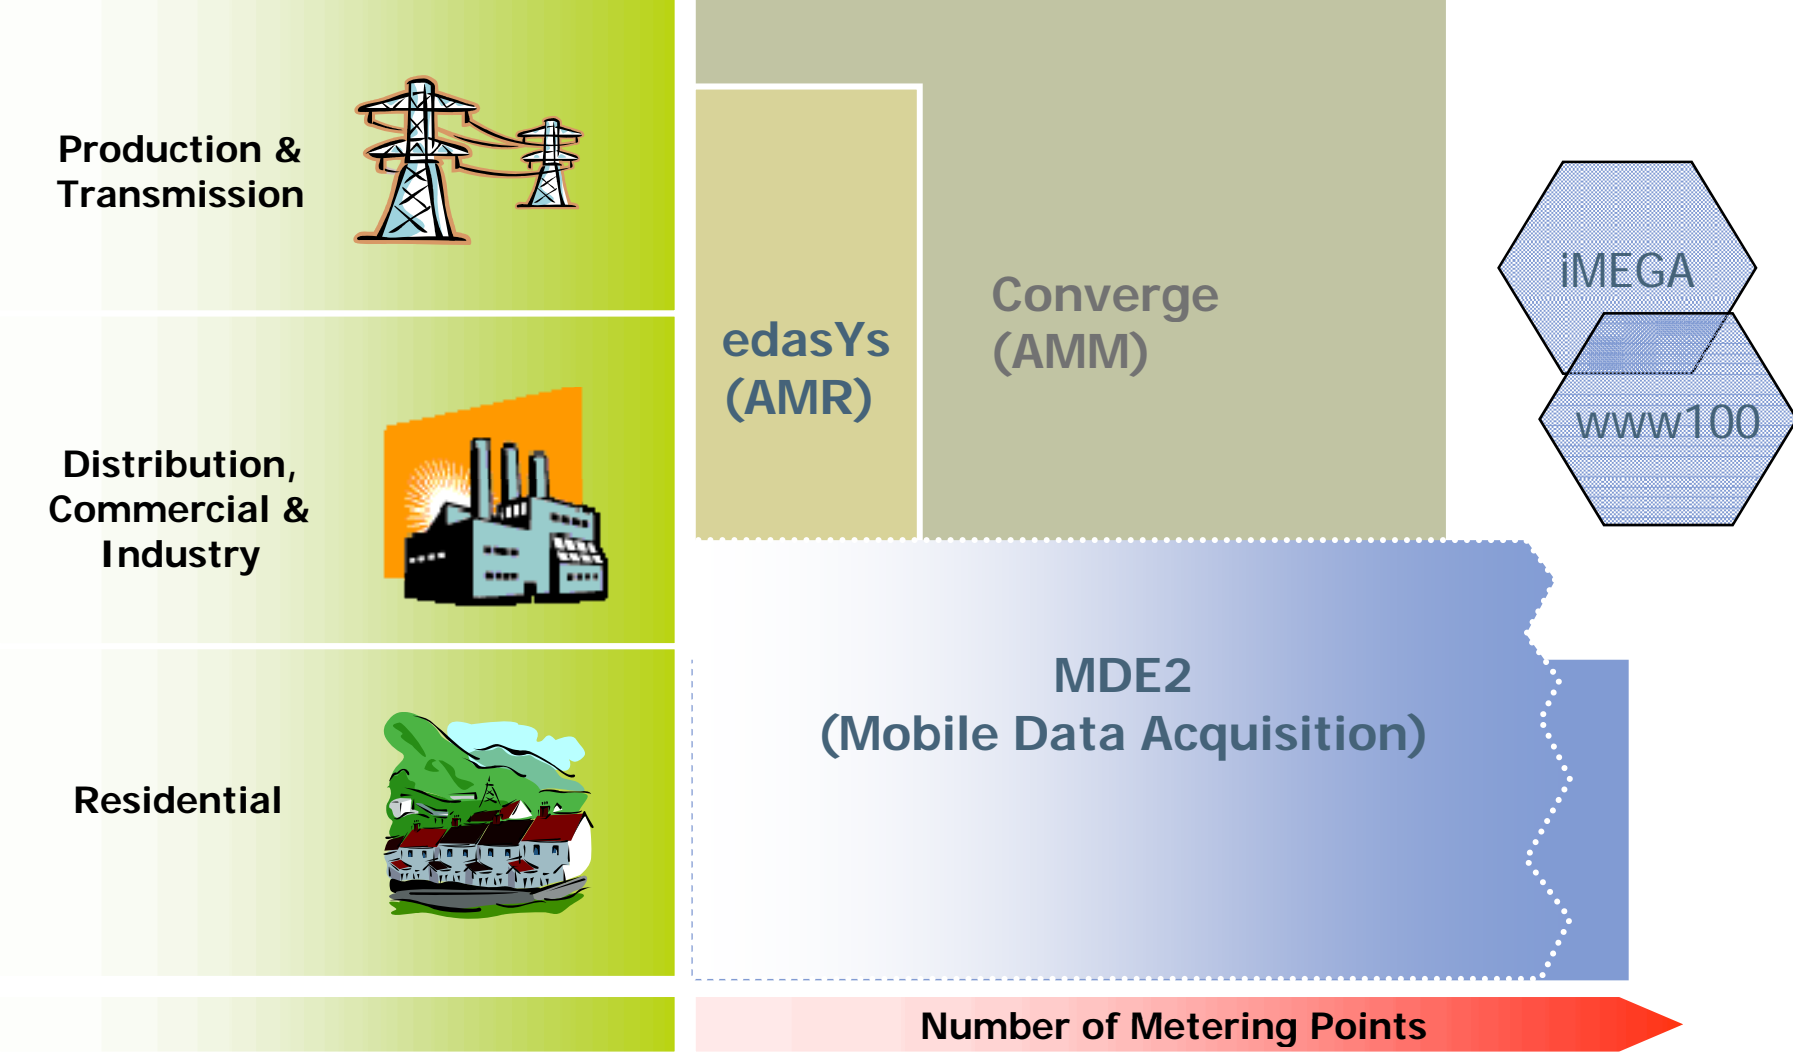 Production &
Transmission
Distribution,
Commercial &
Industry
Residential
edasYs
(AMR)
Converge
(AMM)
iMEGA
www100
MDE2
(Mobile Data Acquisition)
Number of Metering Points